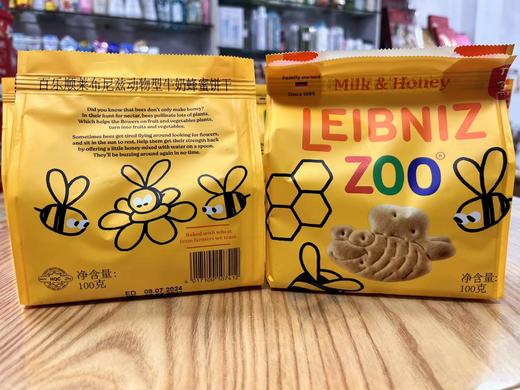 百乐顺莱布尼兹动物型牛奶蜂蜜饼干
Did you know that bees don't only make honey?
In their hunt for nectar, bees pollinate lots of plants.
Which helps the flowers on fruit and vegetables plants,
turn into fruits and vegetables.
Sometimes bees get tired flying around looking for flowers,
and sit in the sun to rest. Help them get their strength back
by offering a little honey mixed with water on a spoon.
They'll be buzzing around again in no time.
Baked with wheat
from farmers we trust.
HQC
净含量:
100克
ED 08.07.2024
4017100107412
Family owned
Since 1889
Milk & Honey
LEIBNIZ
ZOO
净含量:
100克